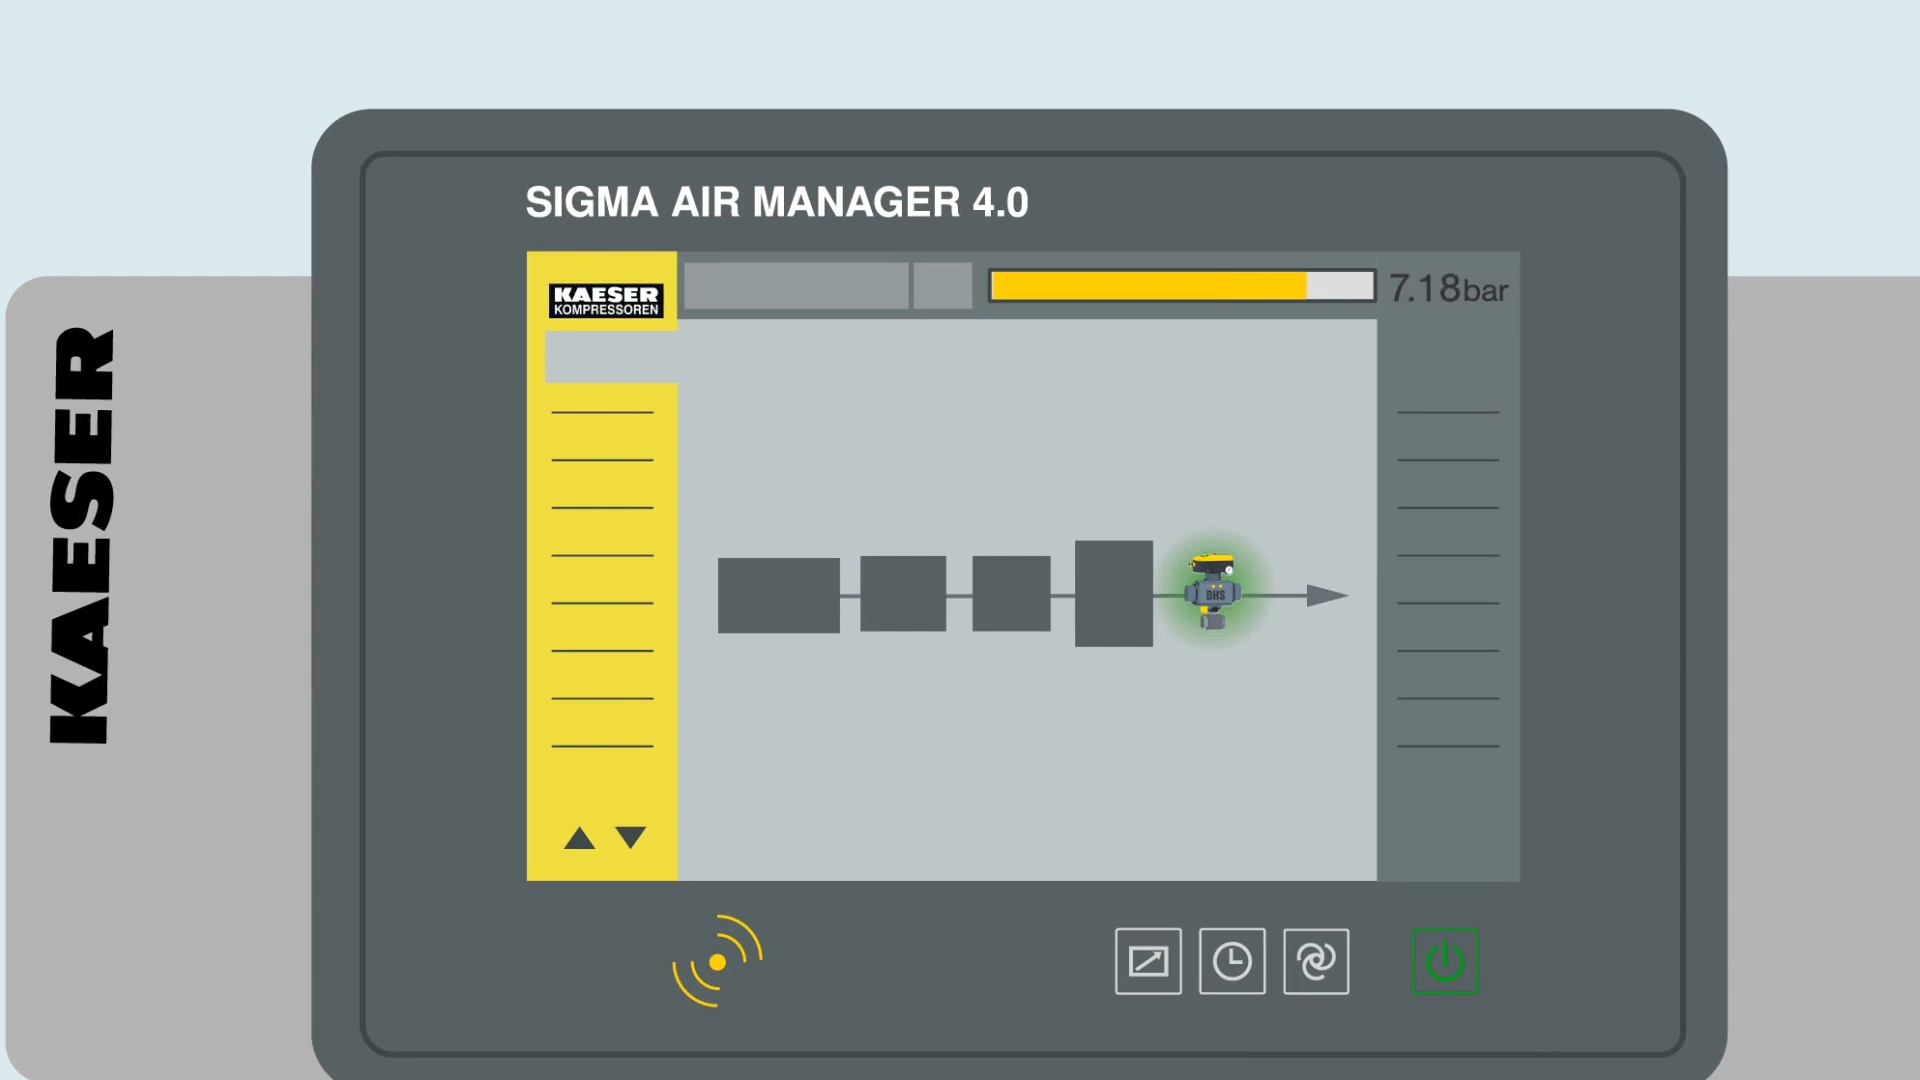 SIGMA AIR MANAGER 4.0
KAESER
KOMPRESSOREN
7.18bar
KAESER
DHS